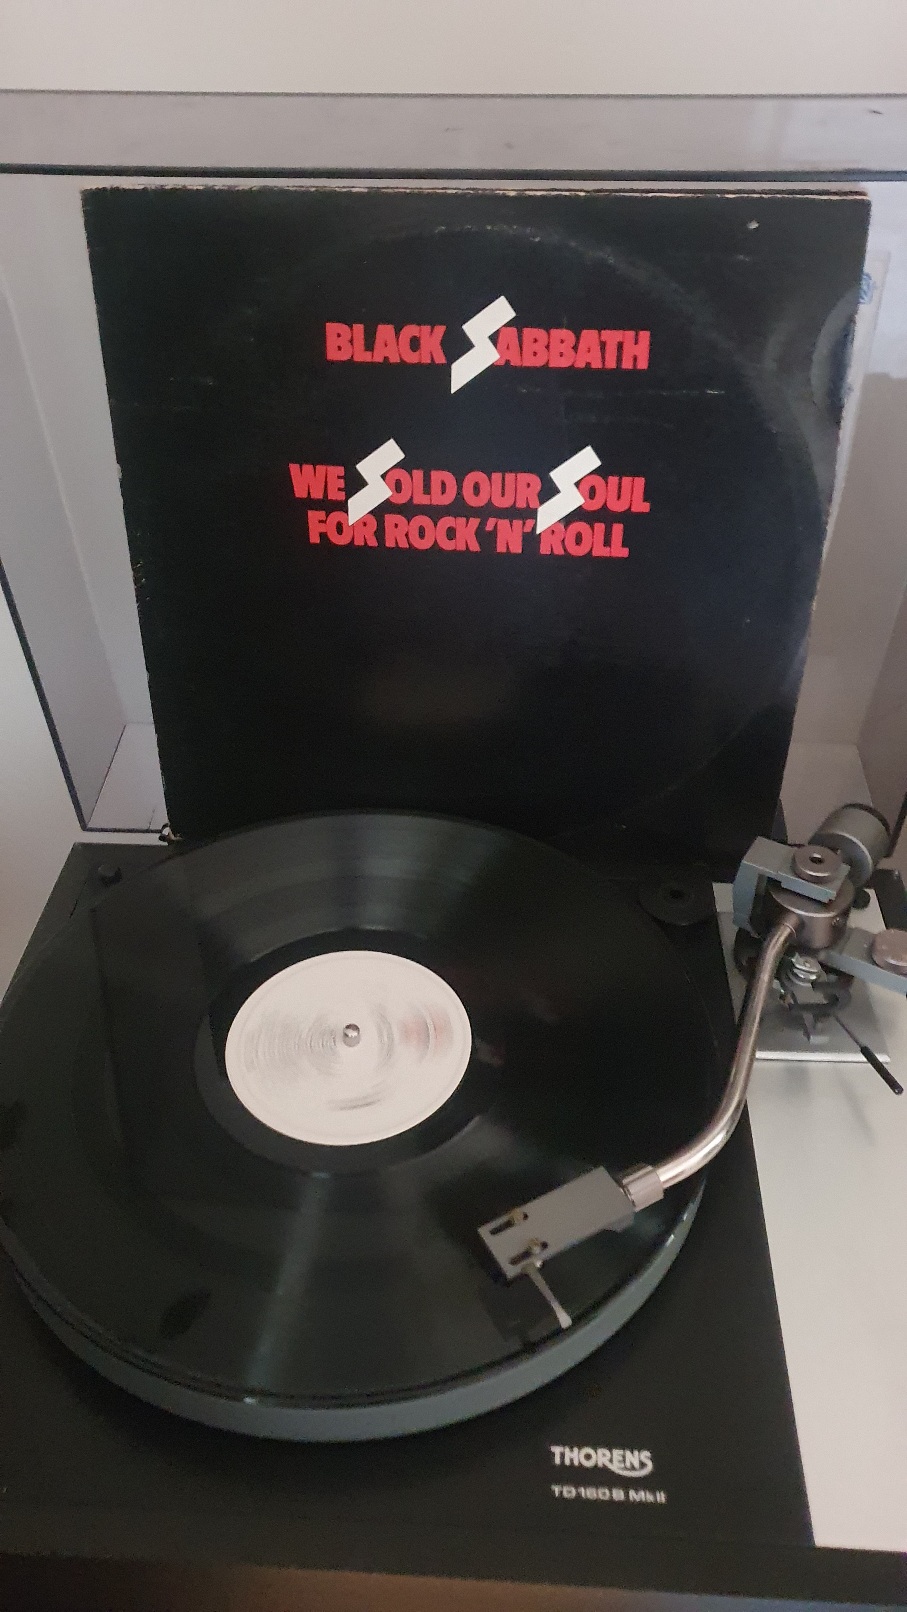 BLACK SABBATH
WE SOLD OUR SOUL
FOR ROCK 'N' ROLL
THORENS
TD 160 B MkII